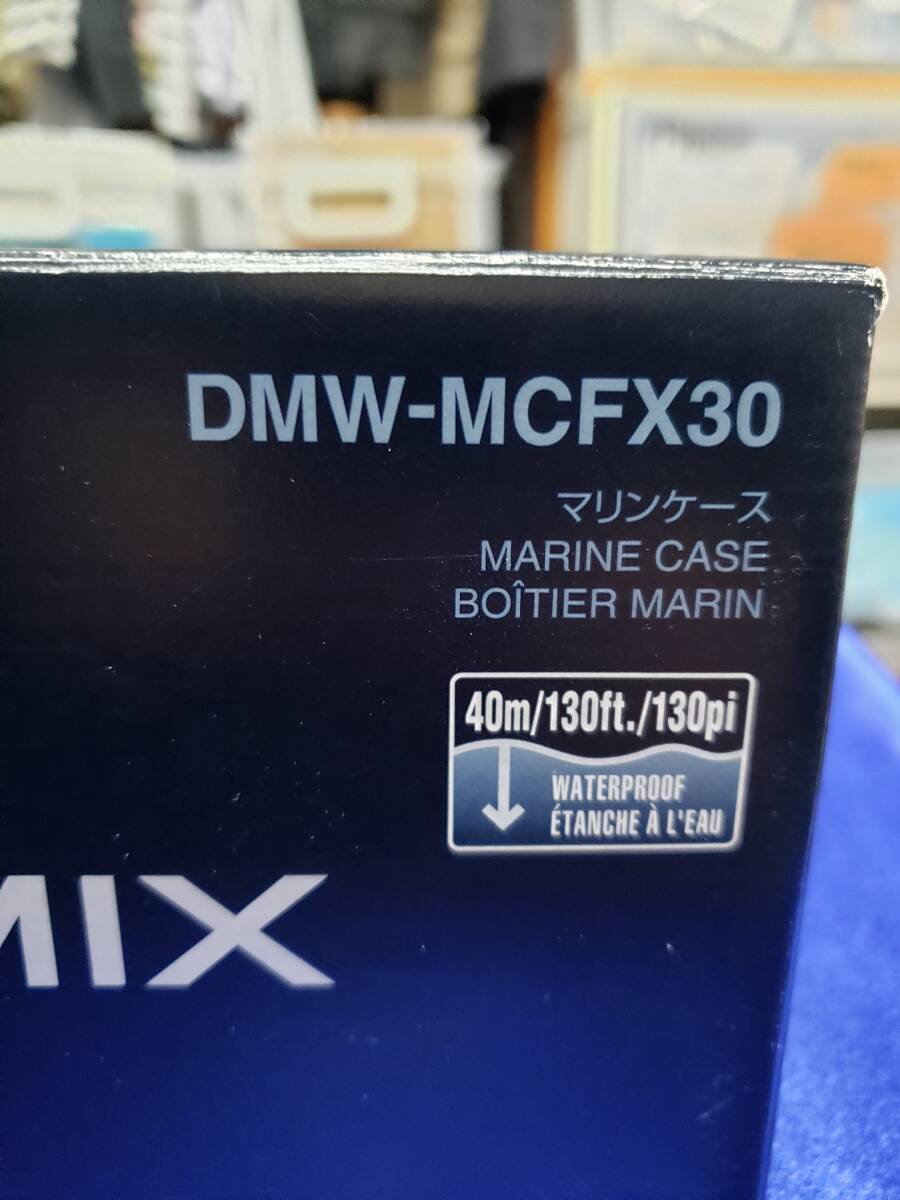 DMW-MCFX30
マリンケース
MARINE CASE
BOÎTIER MARIN
40m/130ft./130pi
WATERPROOF
ÉTANCHE À L'EAU
MIX